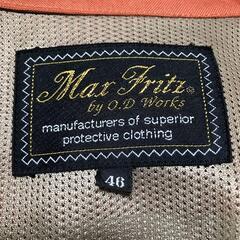 Max Fritz
by O.D Works
manufacturers of superior
protective clothing
46